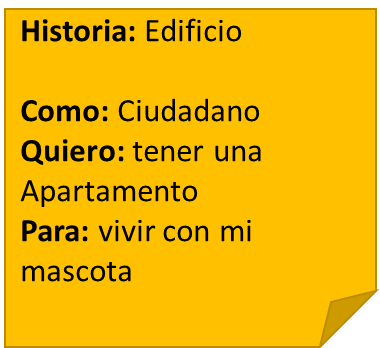 Historia: Edificio
Como: Ciudadano
Quiero: tener una
Apartamento
Para: vivir con mi
mascota